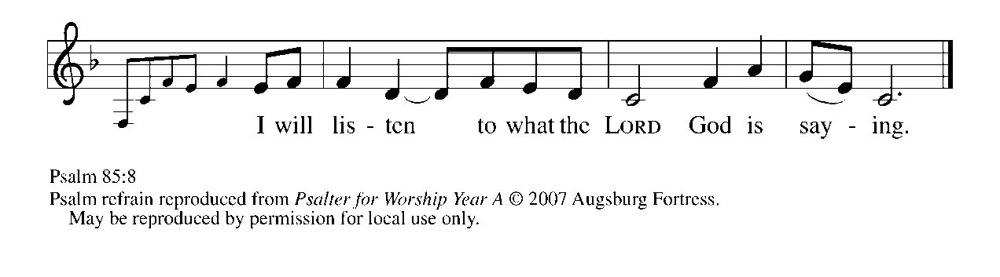 I will lis - ten to what the LORD God is say - ing.
Psalm 85:8
Psalm refrain reproduced from Psalter for Worship Year A © 2007 Augsburg Fortress.
May be reproduced by permission for local use only.